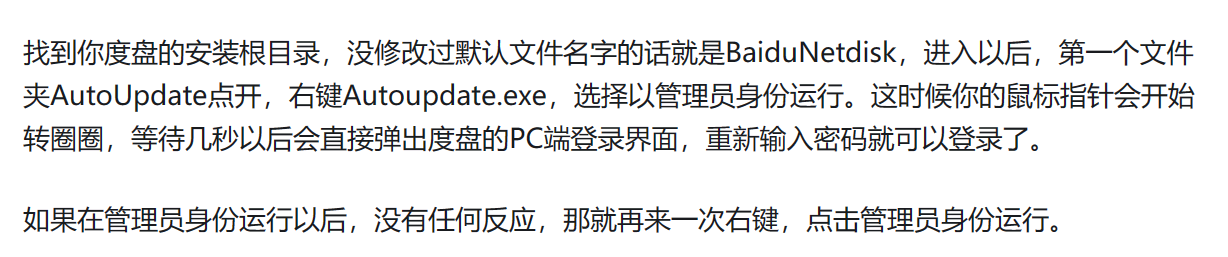 找到你度盘的安装根目录，没修改过默认文件名字的话就是BaiduNetdisk，进入以后，第一个文件
夹AutoUpdate点开，右键Autoupdate.exe，选择以管理员身份运行。这时候你的鼠标指针会开始
转圈圈，等待几秒以后会直接弹出度盘的PC端登录界面，重新输入密码就可以登录了。
如果在管理员身份运行以后，没有任何反应，那就再来一次右键，点击管理员身份运行。